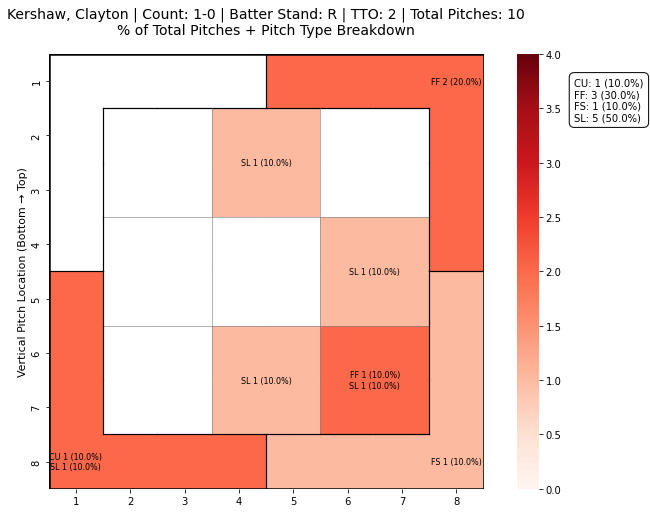 Kershaw, Clayton | Count: 1-0 | Batter Stand: R | TTO: 2 | Total Pitches: 10
% of Total Pitches + Pitch Type Breakdown
Vertical Pitch Location (Bottom → Top)
1
2
3
4
5
6
7
8
FF 2 (20.0%)
SL 1 (10.0%)
SL 1 (10.0%)
SL 1 (10.0%)
FF 1 (10.0%)
SL 1 (10.0%)
CU 1 (10.0%)
SL 1 (10.0%)
FS 1 (10.0%)
1
2
3
4
5
6
7
8
4.0
3.5
3.0
2.5
2.0
1.5
1.0
0.5
0.0
CU: 1 (10.0%)
FF: 3 (30.0%)
FS: 1 (10.0%)
SL: 5 (50.0%)